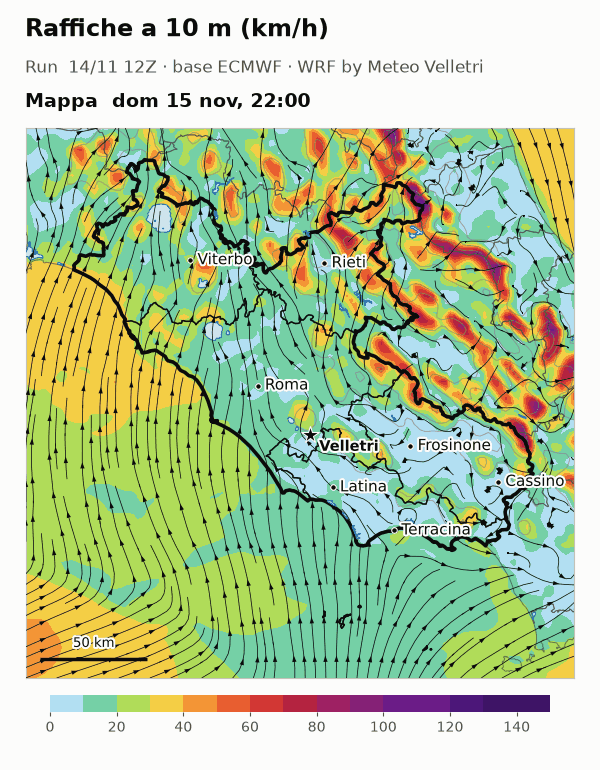 Raffiche a 10 m (km/h)
Run  14/11 12Z · base ECMWF · WRF by Meteo Velletri
Mappa  dom 15 nov, 22:00
Viterbo
Rieti
Roma
Velletri
Frosinone
Latina
Cassino
Terracina
50 km
0 20 40 60 80 100 120 140